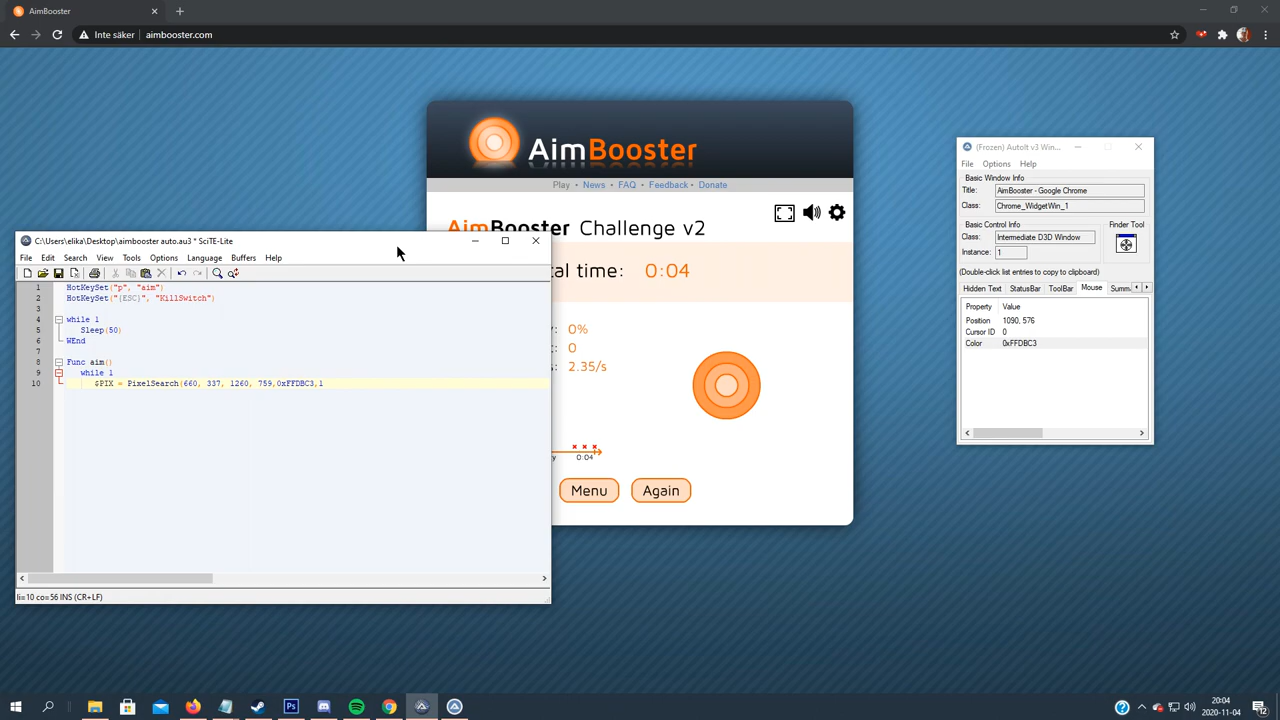 AimBooster
Inte säker
aimbooster.com
AimBooster
Play · News · FAQ · Feedback · Donate
AimBooster Challenge v2
al time: 0:04
y: 0%
t: 0
s: 2.35/s
y
0:04
Menu
Again
C:\Users\elika\Desktop\aimbooster auto.au3 * SciTE-Lite
File Edit Search View Tools Options Language Buffers Help
1 HotKeySet("p", "aim")
2 HotKeySet("{ESC}", "KillSwitch")
3
4 while 1
5 Sleep(50)
6 WEnd
7
8 Func aim()
9 while 1
10 $PIX = PixelSearch(660, 337, 1260, 759,0xFFDBC3,1
li=10 co=56 INS (CR+LF)
(Frozen) AutoIt v3 Win...
File Options Help
Basic Window Info
Title: AimBooster - Google Chrome
Class: Chrome_WidgetWin_1
Basic Control Info
Class: Intermediate D3D Window
Instance: 1
Finder Tool
(Double-click list entries to copy to clipboard)
Hidden Text StatusBar ToolBar Mouse Summ
Property Value
Position 1090, 576
Cursor ID 0
Color 0xFFDBC3
Ps
20:04
2020-11-04
12